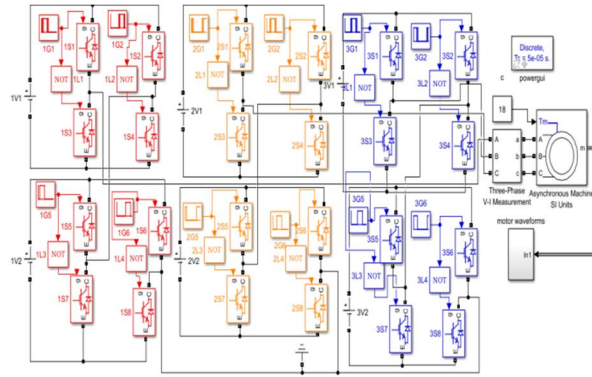 1G1
1S1
1G2
1S2
1L1
NOT
1L2
NOT
1V1
1S3
1S4
2G1
2S1
2G2
2S2
2L1
NOT
2L2
NOT
2V1
2S3
2S4
3V1
3G1
3S1
3G2
3S2
3L1
NOT
3L2
NOT
3S3
3S4
Discrete,
Ts = 5e-05 s.
powergui
c
18
Tm
A
B
C
a
b
c
A
B
C
m
Three-Phase
V-I Measurement
Asynchronous Machine
SI Units
motor waveforms
In1
1G5
1S5
1G6
1S6
1L3
NOT
1L4
NOT
1V2
1S7
1S8
2G5
2S5
2G6
2S6
2L3
NOT
2L4
NOT
2V2
2S7
2S8
3G5
3S5
3G6
3S6
3L3
NOT
3L4
NOT
3V2
3S7
3S8